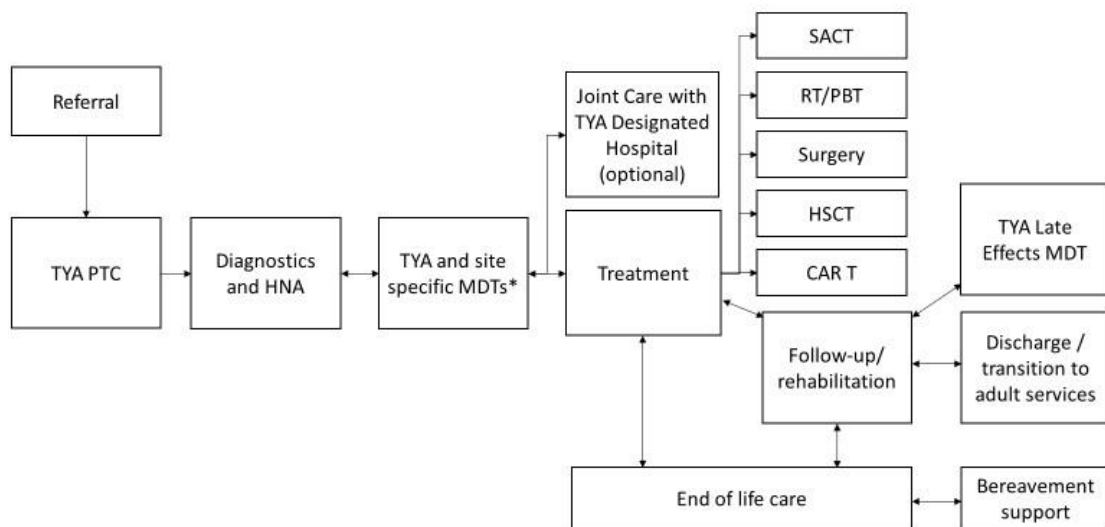 Referral
TYA PTC
Diagnostics
and HNA
TYA and site
specific MDTs*
Joint Care with
TYA Designated
Hospital
(optional)
Treatment
SACT
RT/PBT
Surgery
HSCT
CAR T
Follow-up/
rehabilitation
TYA Late
Effects MDT
Discharge /
transition to
adult services
End of life care
Bereavement
support